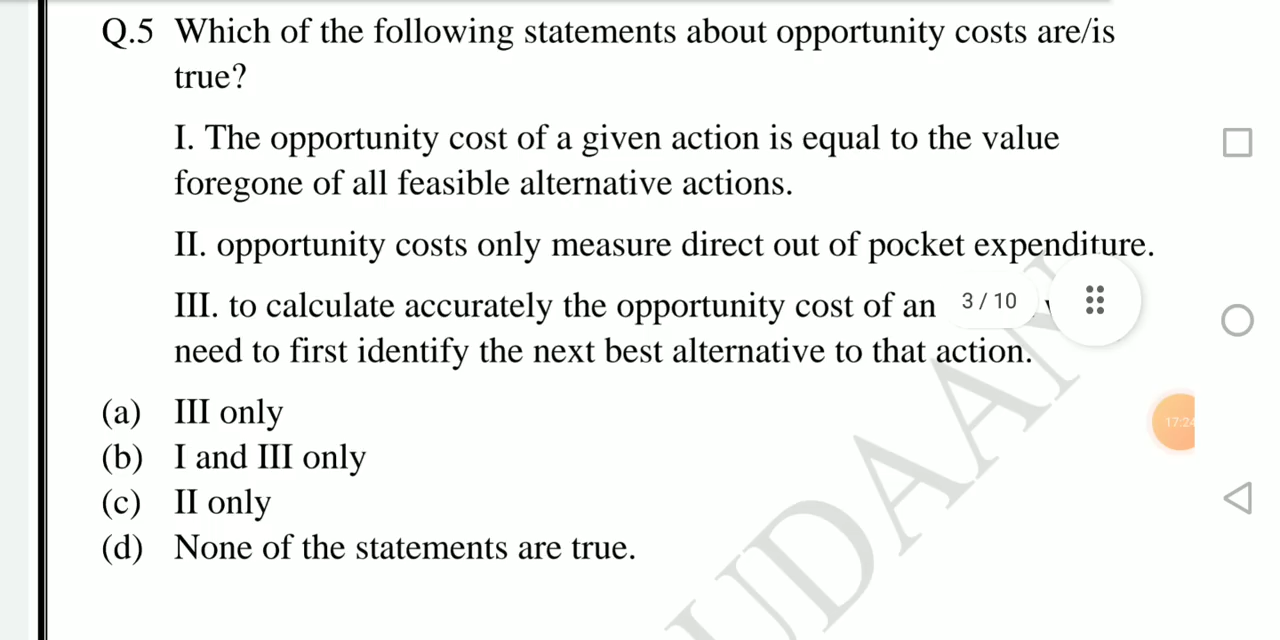 Q.5 Which of the following statements about opportunity costs are/is
true?
I. The opportunity cost of a given action is equal to the value
foregone of all feasible alternative actions.
II. opportunity costs only measure direct out of pocket expenditure.
III. to calculate accurately the opportunity cost of an
3 / 10
need to first identify the next best alternative to that action.
(a) III only
(b) I and III only
(c) II only
(d) None of the statements are true.
UDAAN
17:24